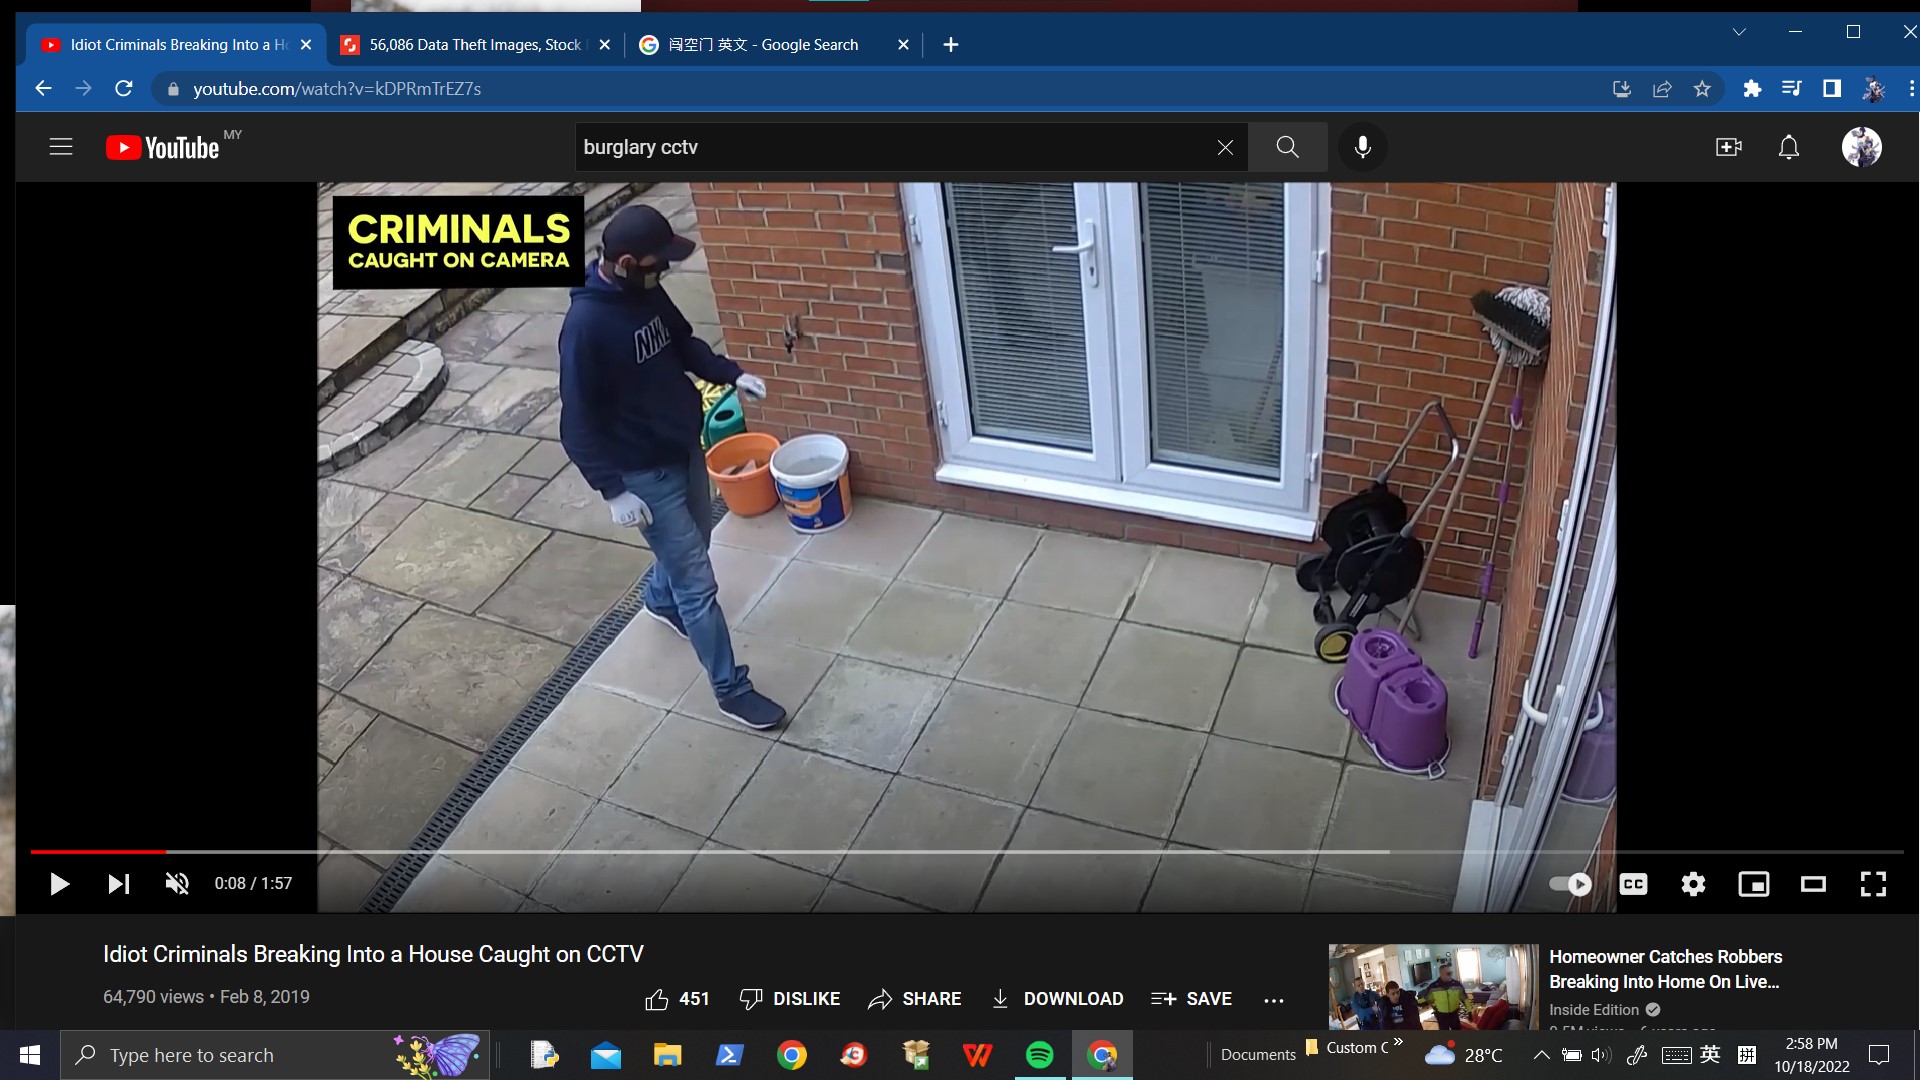 Idiot Criminals Breaking Into a H
56,086 Data Theft Images, Stock
闯空门 英文 - Google Search
youtube.com/watch?v=kDPRmTrEZ7s
YouTube MY
burglary cctv
CRIMINALS
CAUGHT ON CAMERA
0:08 / 1:57
CC
Idiot Criminals Breaking Into a House Caught on CCTV
64,790 views • Feb 8, 2019
451 DISLIKE SHARE DOWNLOAD SAVE
Homeowner Catches Robbers
Breaking Into Home On Live...
Inside Edition
Type here to search
Documents
Custom C
28°C
英
拼
2:58 PM
10/18/2022